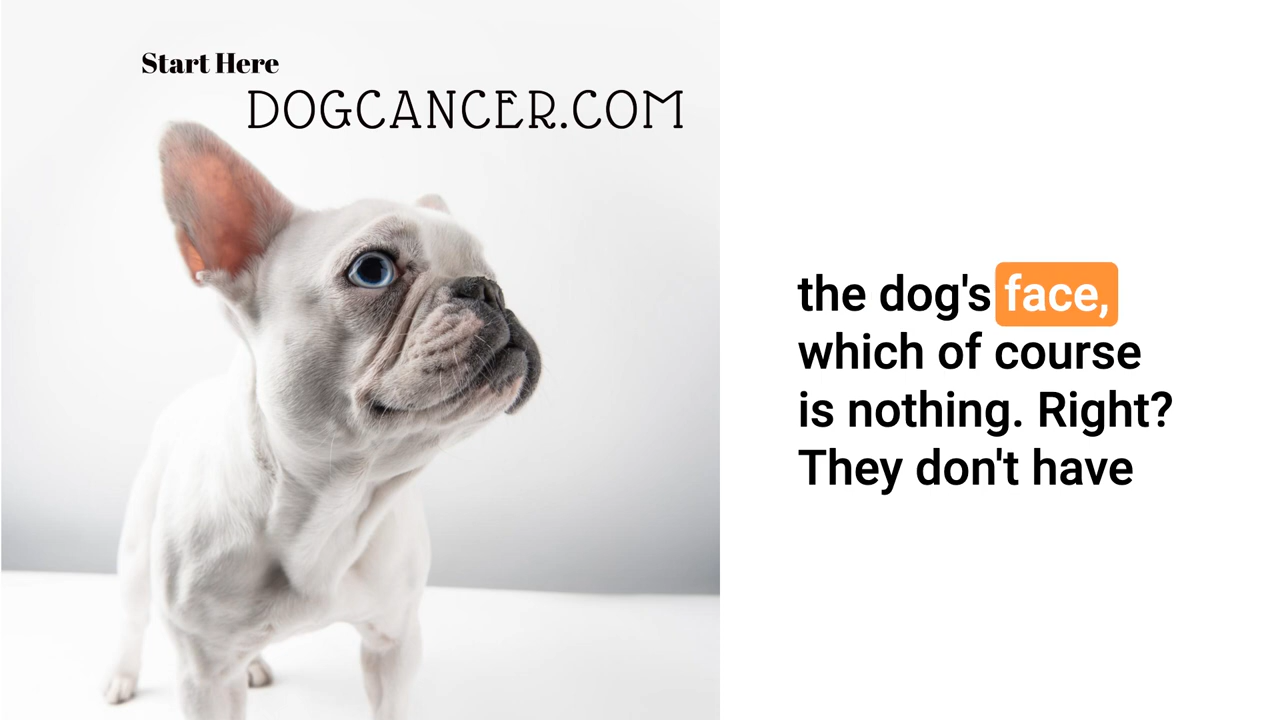 Start Here
DOGCANCER.COM
the dog's face,
which of course
is nothing. Right?
They don't have